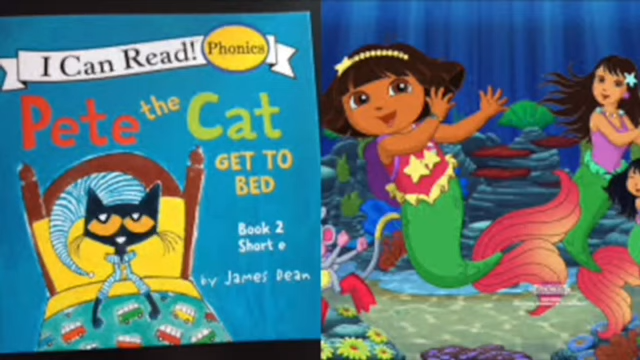 I Can Read! Phonics
Pete the Cat
GET TO
BED
Book 2
Short e
by James Dean